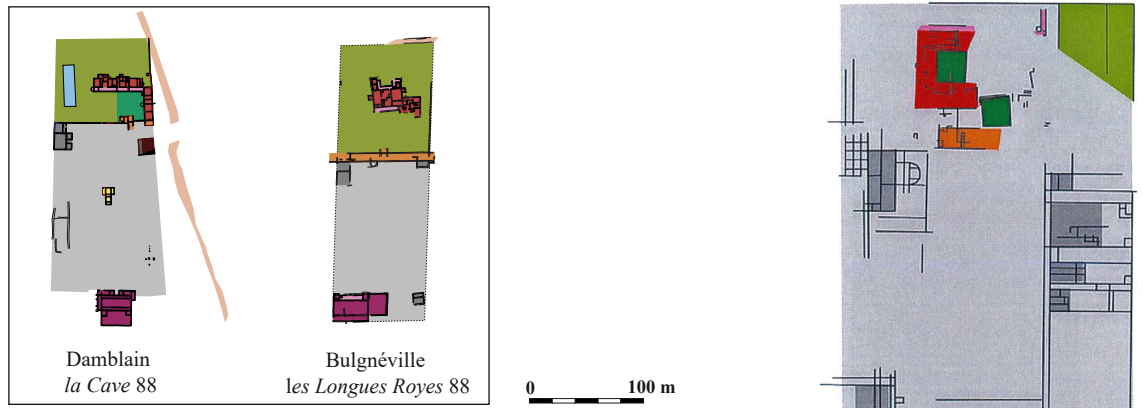 Damblain
la Cave 88
Bulgnéville
les Longues Royes 88
0 100 m